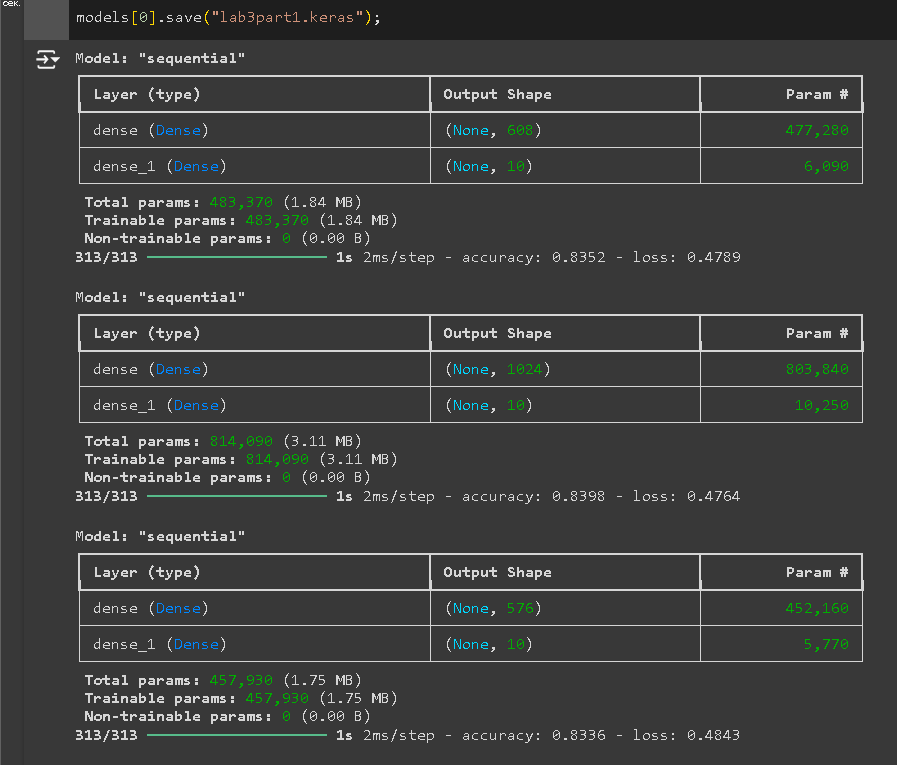 сек.
models[0].save("lab3part1.keras");
Model: "sequential"
Layer (type) Output Shape Param #
dense (Dense) (None, 608) 477,280
dense_1 (Dense) (None, 10) 6,090
Total params: 483,370 (1.84 MB)
Trainable params: 483,370 (1.84 MB)
Non-trainable params: 0 (0.00 B)
313/313 1s 2ms/step - accuracy: 0.8352 - loss: 0.4789
Model: "sequential"
Layer (type) Output Shape Param #
dense (Dense) (None, 1024) 803,840
dense_1 (Dense) (None, 10) 10,250
Total params: 814,090 (3.11 MB)
Trainable params: 814,090 (3.11 MB)
Non-trainable params: 0 (0.00 B)
313/313 1s 2ms/step - accuracy: 0.8398 - loss: 0.4764
Model: "sequential"
Layer (type) Output Shape Param #
dense (Dense) (None, 576) 452,160
dense_1 (Dense) (None, 10) 5,770
Total params: 457,930 (1.75 MB)
Trainable params: 457,930 (1.75 MB)
Non-trainable params: 0 (0.00 B)
313/313 1s 2ms/step - accuracy: 0.8336 - loss: 0.4843